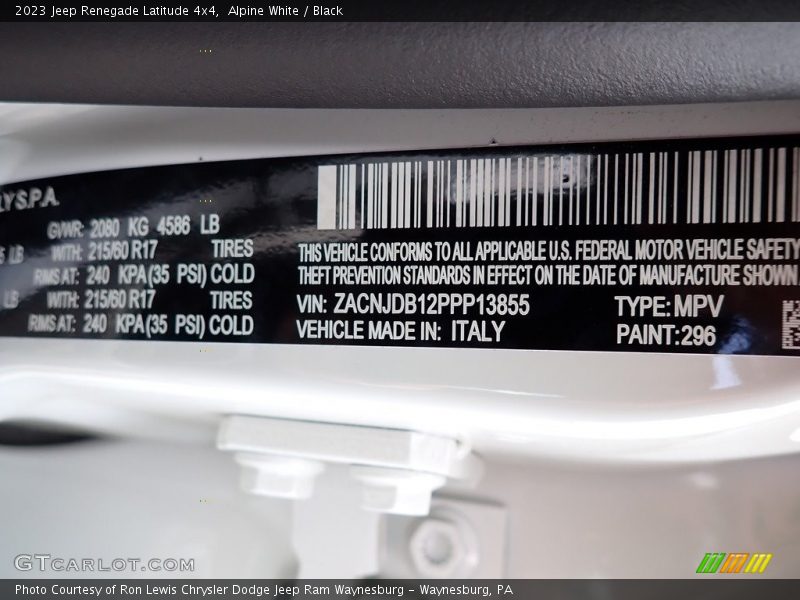 2023 Jeep Renegade Latitude 4x4,  Alpine White / Black
LY S.P.A.
GVWR: 2080 KG 4586 LB
LB WITH: 215/60 R17 TIRES
RIMS AT: 240 KPA(35 PSI) COLD
LB WITH: 215/60 R17 TIRES
RIMS AT: 240 KPA(35 PSI) COLD
THIS VEHICLE CONFORMS TO ALL APPLICABLE U.S. FEDERAL MOTOR VEHICLE SAFETY
THEFT PREVENTION STANDARDS IN EFFECT ON THE DATE OF MANUFACTURE SHOWN
VIN: ZACNJDB12PPP13855 TYPE: MPV
VEHICLE MADE IN: ITALY PAINT:296
GTCARLOT.COM
Photo Courtesy of Ron Lewis Chrysler Dodge Jeep Ram Waynesburg - Waynesburg, PA